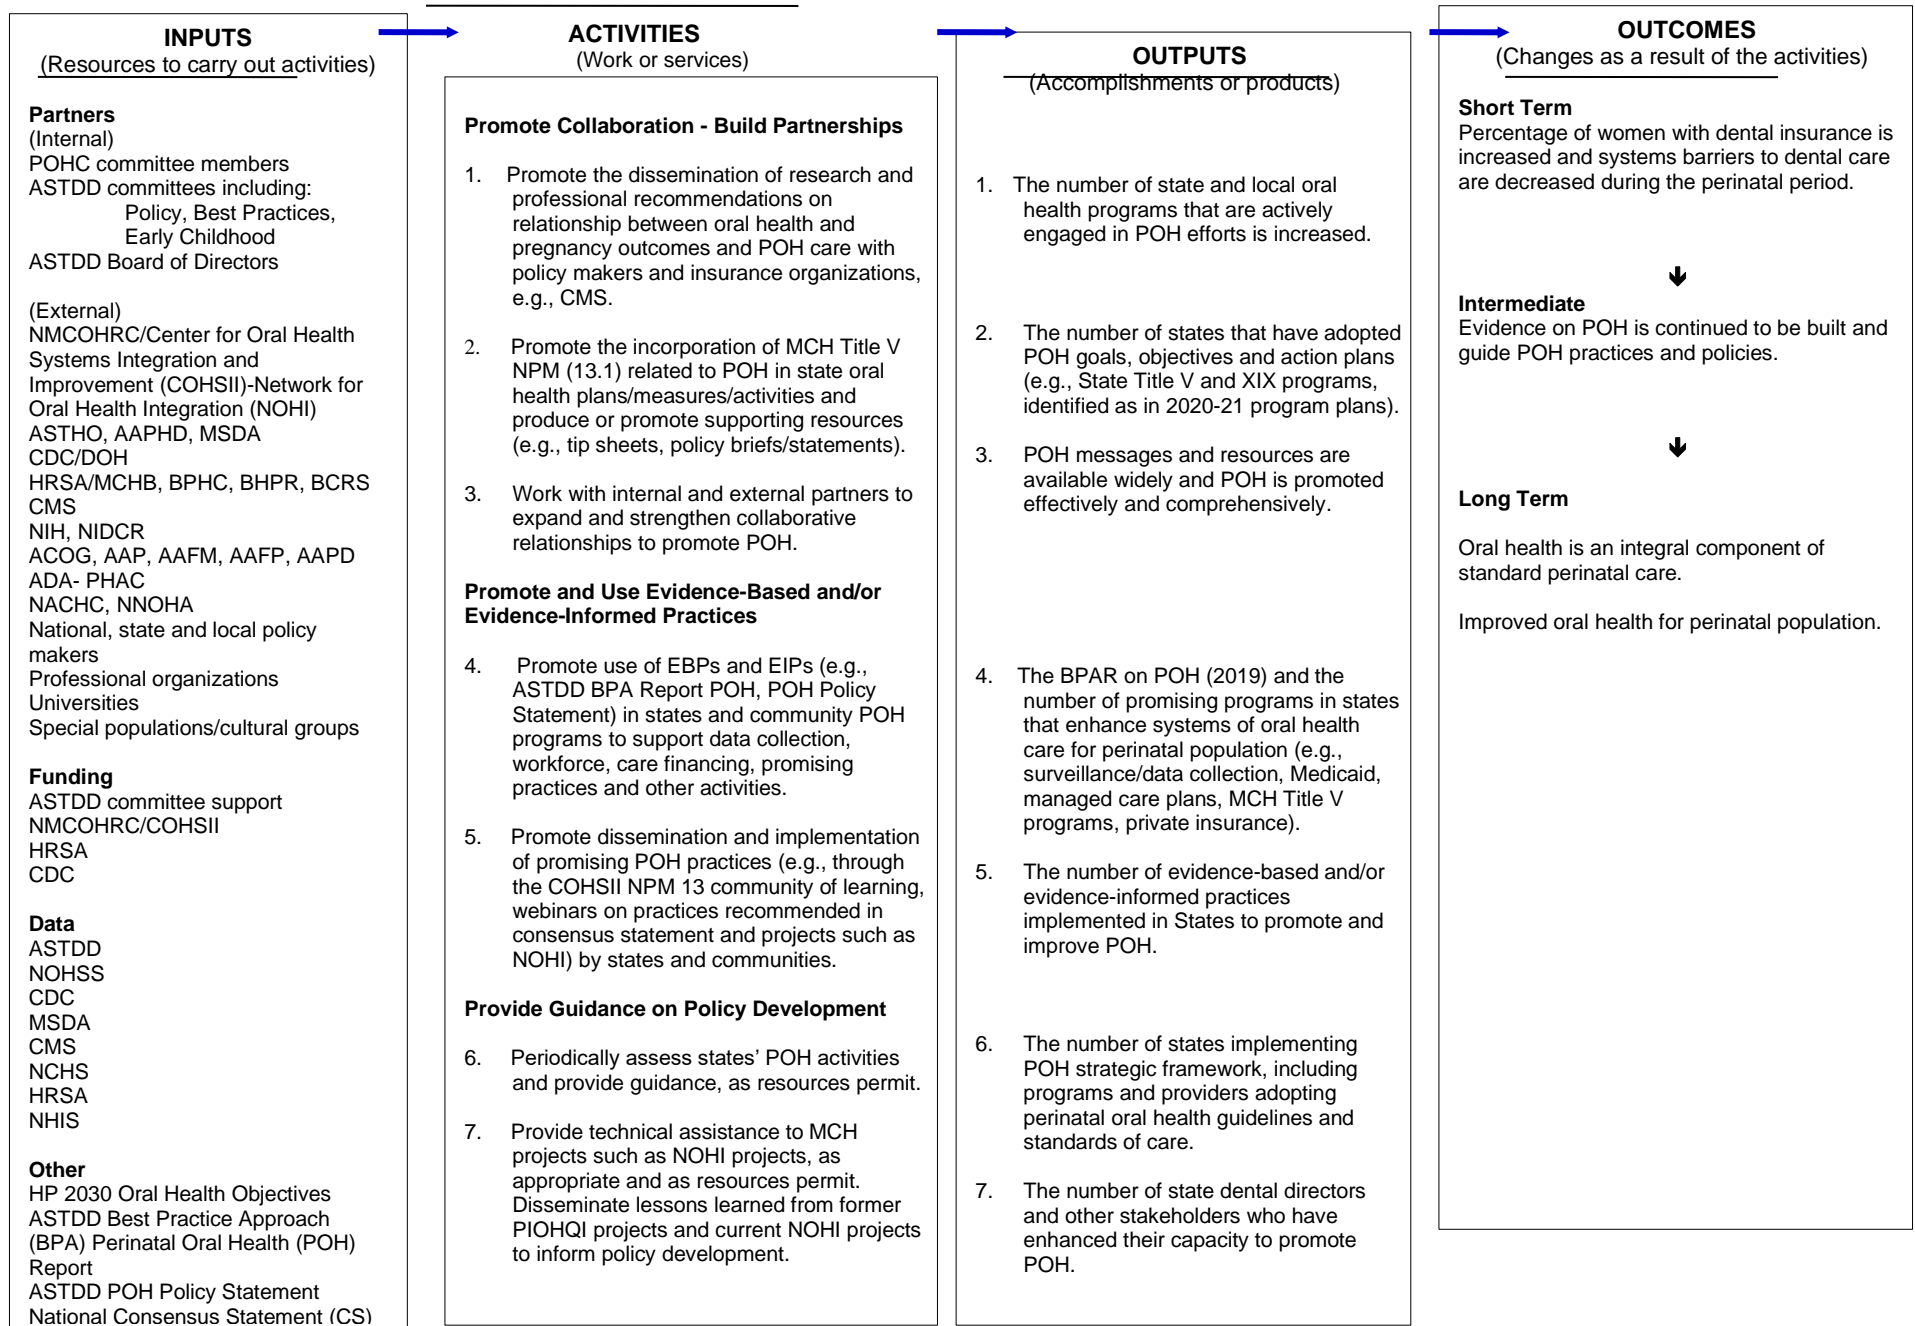 INPUTS
(Resources to carry out activities)
Partners
(Internal)
POHC committee members
ASTDD committees including:
Policy, Best Practices,
Early Childhood
ASTDD Board of Directors
(External)
NMCOHRC/Center for Oral Health
Systems Integration and
Improvement (COHSII)-Network for
Oral Health Integration (NOHI)
ASTHO, AAPHD, MSDA
CDC/DOH
HRSA/MCHB, BPHC, BHPR, BCRS
CMS
NIH, NIDCR
ACOG, AAP, AAFM, AAFP, AAPD
ADA- PHAC
NACHC, NNOHA
National, state and local policy
makers
Professional organizations
Universities
Special populations/cultural groups
Funding
ASTDD committee support
NMCOHRC/COHSII
HRSA
CDC
Data
ASTDD
NOHSS
CDC
MSDA
CMS
NCHS
HRSA
NHIS
Other
HP 2030 Oral Health Objectives
ASTDD Best Practice Approach
(BPA) Perinatal Oral Health (POH)
Report
ASTDD POH Policy Statement
National Consensus Statement (CS)
ACTIVITIES
(Work or services)
Promote Collaboration - Build Partnerships
1. Promote the dissemination of research and
professional recommendations on
relationship between oral health and
pregnancy outcomes and POH care with
policy makers and insurance organizations,
e.g., CMS.
2. Promote the incorporation of MCH Title V
NPM (13.1) related to POH in state oral
health plans/measures/activities and
produce or promote supporting resources
(e.g., tip sheets, policy briefs/statements).
3. Work with internal and external partners to
expand and strengthen collaborative
relationships to promote POH.
Promote and Use Evidence-Based and/or
Evidence-Informed Practices
4. Promote use of EBPs and EIPs (e.g.,
ASTDD BPA Report POH, POH Policy
Statement) in states and community POH
programs to support data collection,
workforce, care financing, promising
practices and other activities.
5. Promote dissemination and implementation
of promising POH practices (e.g., through
the COHSII NPM 13 community of learning,
webinars on practices recommended in
consensus statement and projects such as
NOHI) by states and communities.
Provide Guidance on Policy Development
6. Periodically assess states’ POH activities
and provide guidance, as resources permit.
7. Provide technical assistance to MCH
projects such as NOHI projects, as
appropriate and as resources permit.
Disseminate lessons learned from former
PIOHQI projects and current NOHI projects
to inform policy development.
OUTPUTS
(Accomplishments or products)
1. The number of state and local oral
health programs that are actively
engaged in POH efforts is increased.
2. The number of states that have adopted
POH goals, objectives and action plans
(e.g., State Title V and XIX programs,
identified as in 2020-21 program plans).
3. POH messages and resources are
available widely and POH is promoted
effectively and comprehensively.
4. The BPAR on POH (2019) and the
number of promising programs in states
that enhance systems of oral health
care for perinatal population (e.g.,
surveillance/data collection, Medicaid,
managed care plans, MCH Title V
programs, private insurance).
5. The number of evidence-based and/or
evidence-informed practices
implemented in States to promote and
improve POH.
6. The number of states implementing
POH strategic framework, including
programs and providers adopting
perinatal oral health guidelines and
standards of care.
7. The number of state dental directors
and other stakeholders who have
enhanced their capacity to promote
POH.
OUTCOMES
(Changes as a result of the activities)
Short Term
Percentage of women with dental insurance is
increased and systems barriers to dental care
are decreased during the perinatal period.
Intermediate
Evidence on POH is continued to be built and
guide POH practices and policies.
Long Term
Oral health is an integral component of
standard perinatal care.
Improved oral health for perinatal population.